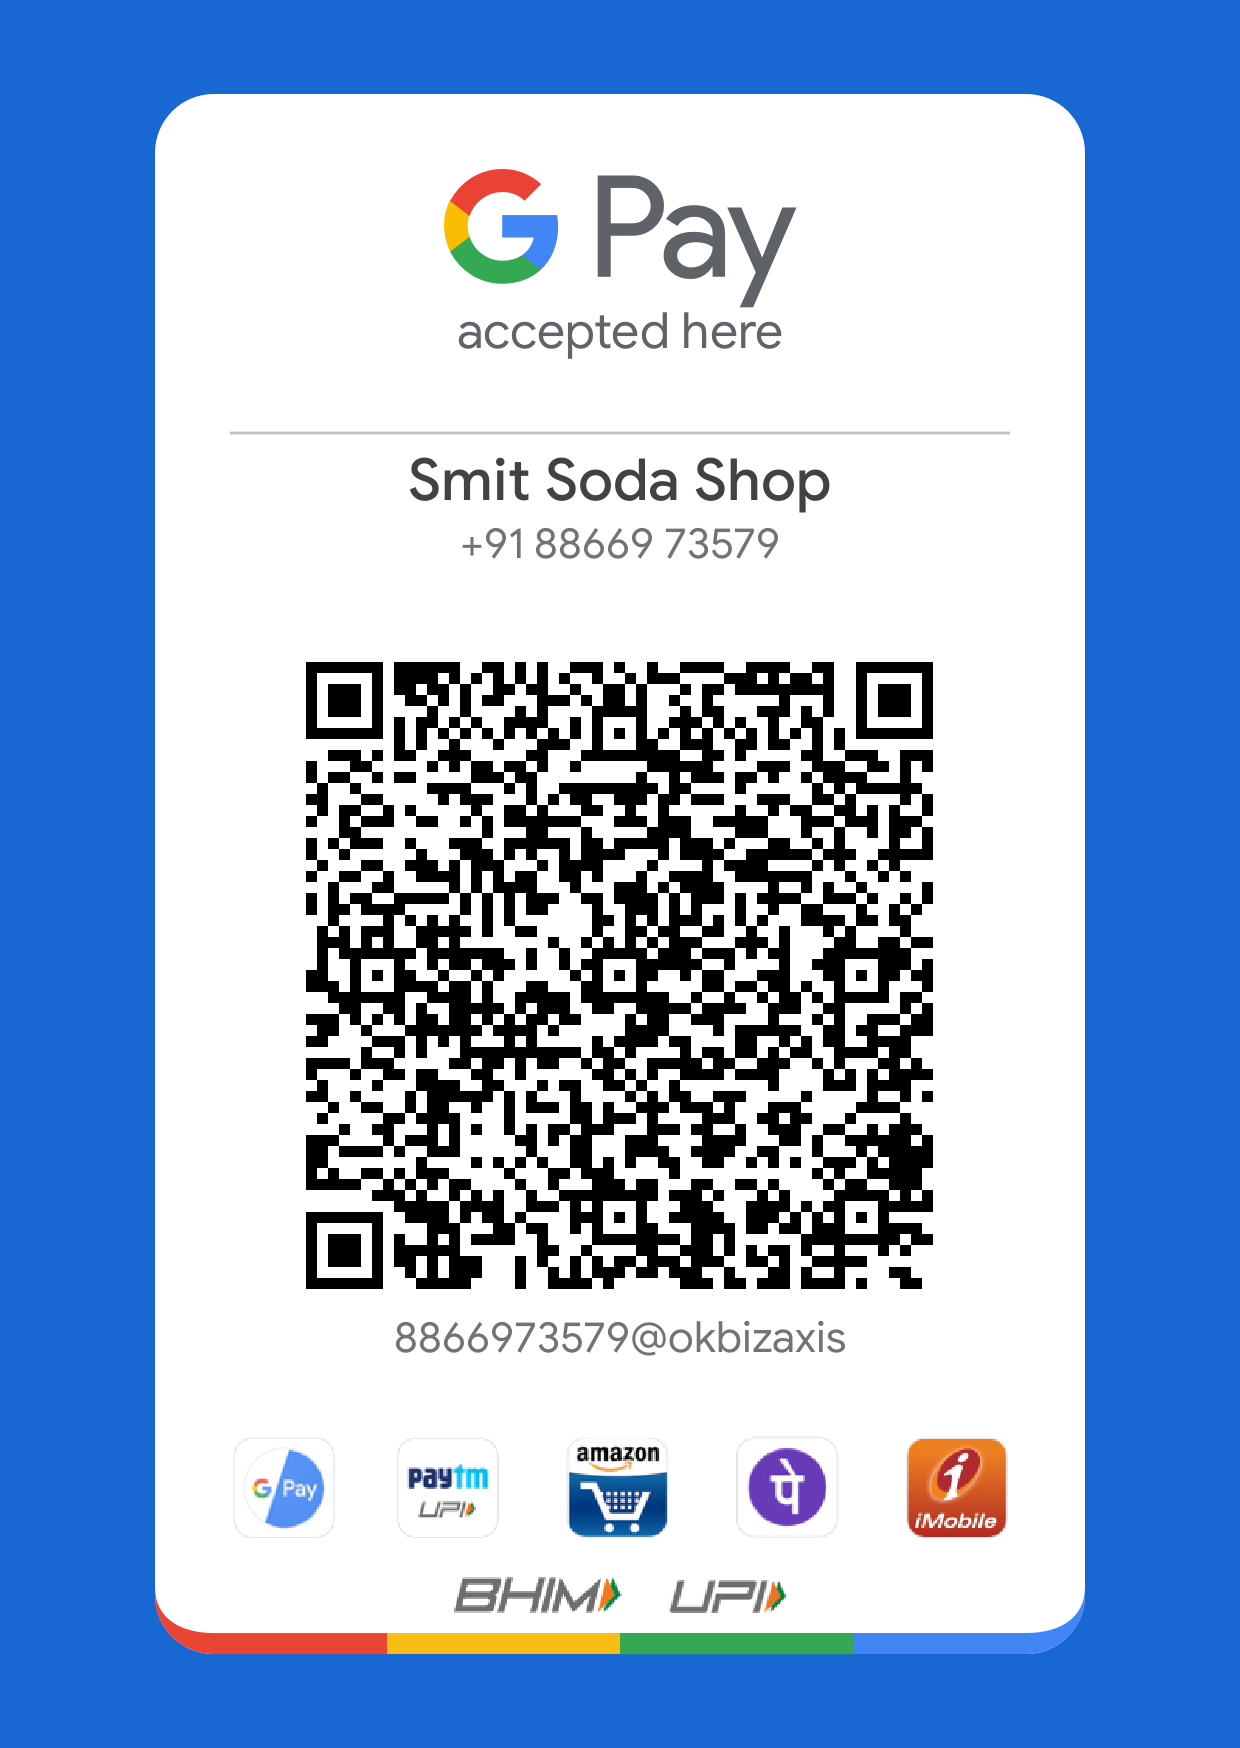 G Pay
accepted here
Smit Soda Shop
+91 88669 73579
8866973579@okbizaxis
G Pay
paytm
UPI
amazon
पे
i
iMobile
BHIM UPI